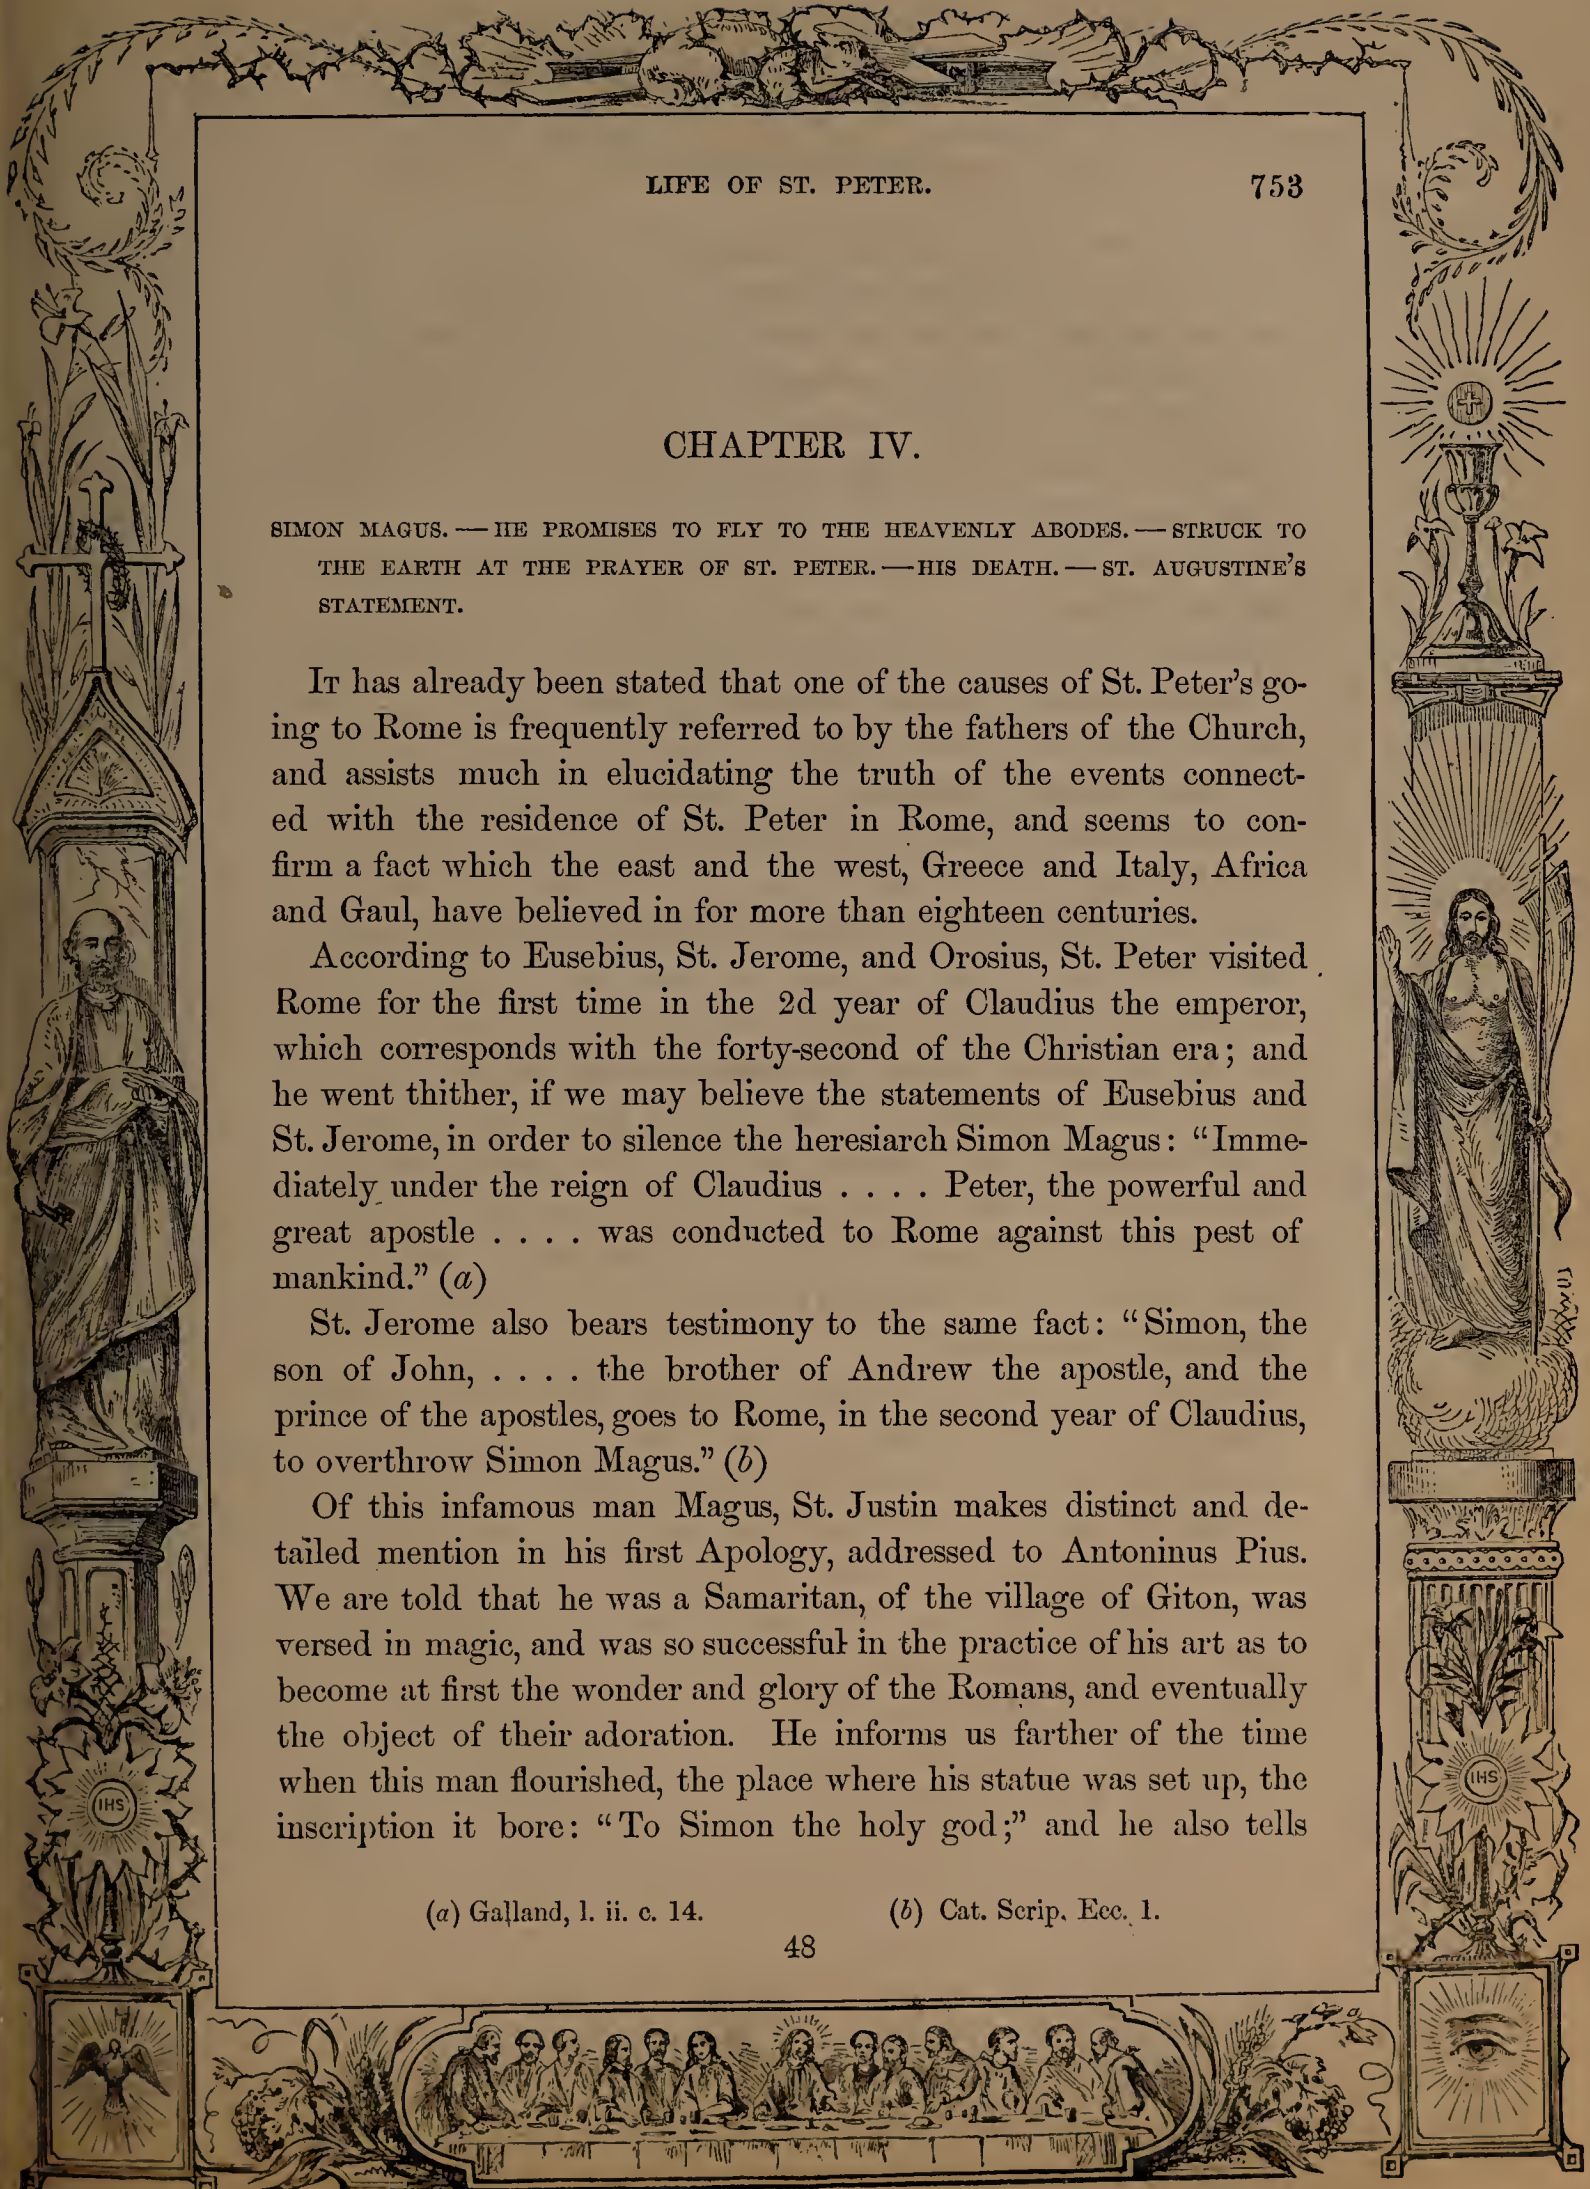 LIFE OF ST. PETER. 753
CHAPTER IV.
SIMON MAGUS. — HE PROMISES TO FLY TO THE HEAVENLY ABODES. — STRUCK TO
THE EARTH AT THE PRAYER OF ST. PETER. — HIS DEATH. — ST. AUGUSTINE'S
STATEMENT.
IT has already been stated that one of the causes of St. Peter's go-
ing to Rome is frequently referred to by the fathers of the Church,
and assists much in elucidating the truth of the events connect-
ed with the residence of St. Peter in Rome, and seems to con-
firm a fact which the east and the west, Greece and Italy, Africa
and Gaul, have believed in for more than eighteen centuries.
According to Eusebius, St. Jerome, and Orosius, St. Peter visited
Rome for the first time in the 2d year of Claudius the emperor,
which corresponds with the forty-second of the Christian era; and
he went thither, if we may believe the statements of Eusebius and
St. Jerome, in order to silence the heresiarch Simon Magus: "Imme-
diately under the reign of Claudius . . . . Peter, the powerful and
great apostle . . . . was conducted to Rome against this pest of
mankind." (a)
St. Jerome also bears testimony to the same fact: "Simon, the
son of John, . . . . the brother of Andrew the apostle, and the
prince of the apostles, goes to Rome, in the second year of Claudius,
to overthrow Simon Magus." (b)
Of this infamous man Magus, St. Justin makes distinct and de-
tailed mention in his first Apology, addressed to Antoninus Pius.
We are told that he was a Samaritan, of the village of Giton, was
versed in magic, and was so successful in the practice of his art as to
become at first the wonder and glory of the Romans, and eventually
the object of their adoration. He informs us farther of the time
when this man flourished, the place where his statue was set up, the
inscription it bore: "To Simon the holy god;" and he also tells
(a) Galland, l. ii. c. 14. (b) Cat. Scrip. Ecc. 1.
48
IHS
IHS